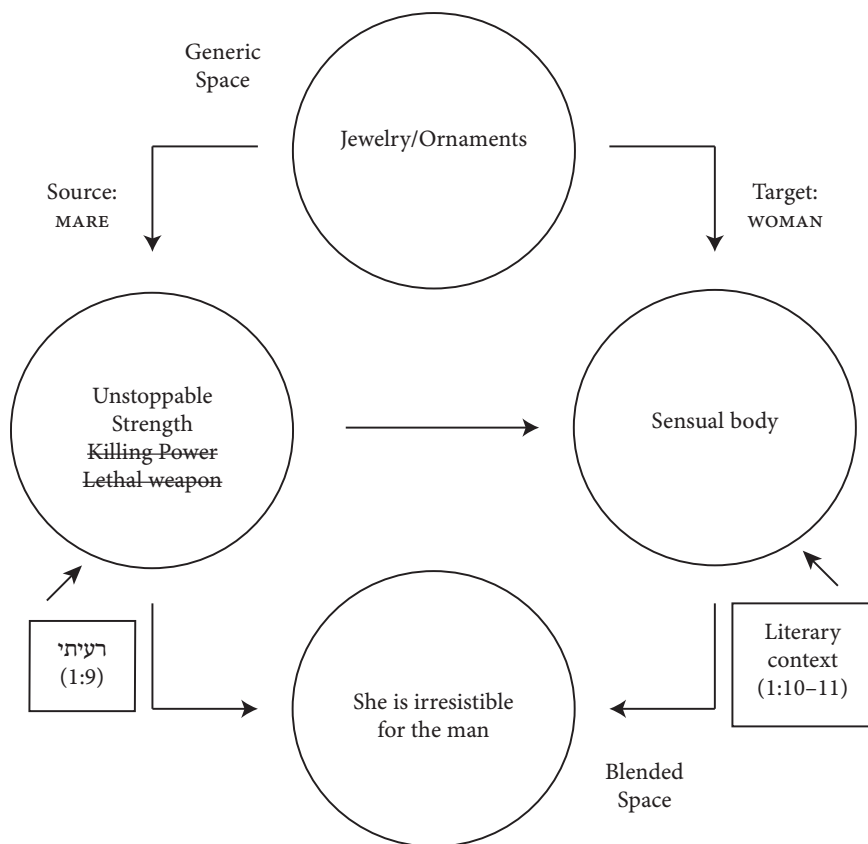 Generic
Space
Jewelry/Ornaments
Source:
MARE
Target:
WOMAN
Unstoppable
Strength
Killing Power
Lethal weapon
Sensual body
רעיתי
(1:9)
Literary
context
(1:10–11)
She is irresistible
for the man
Blended
Space